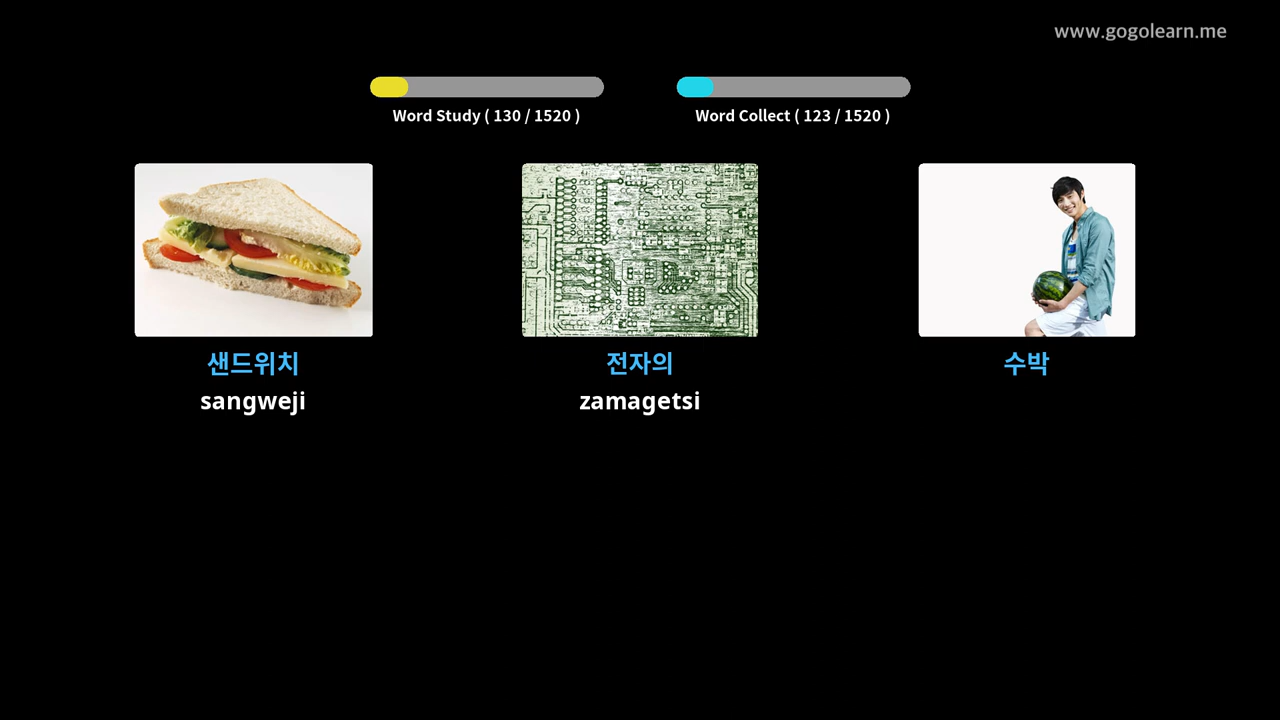 www.gogolearn.me
Word Study ( 130 / 1520 )
Word Collect ( 123 / 1520 )
샌드위치
전자의
수박
sangweji
zamagetsi